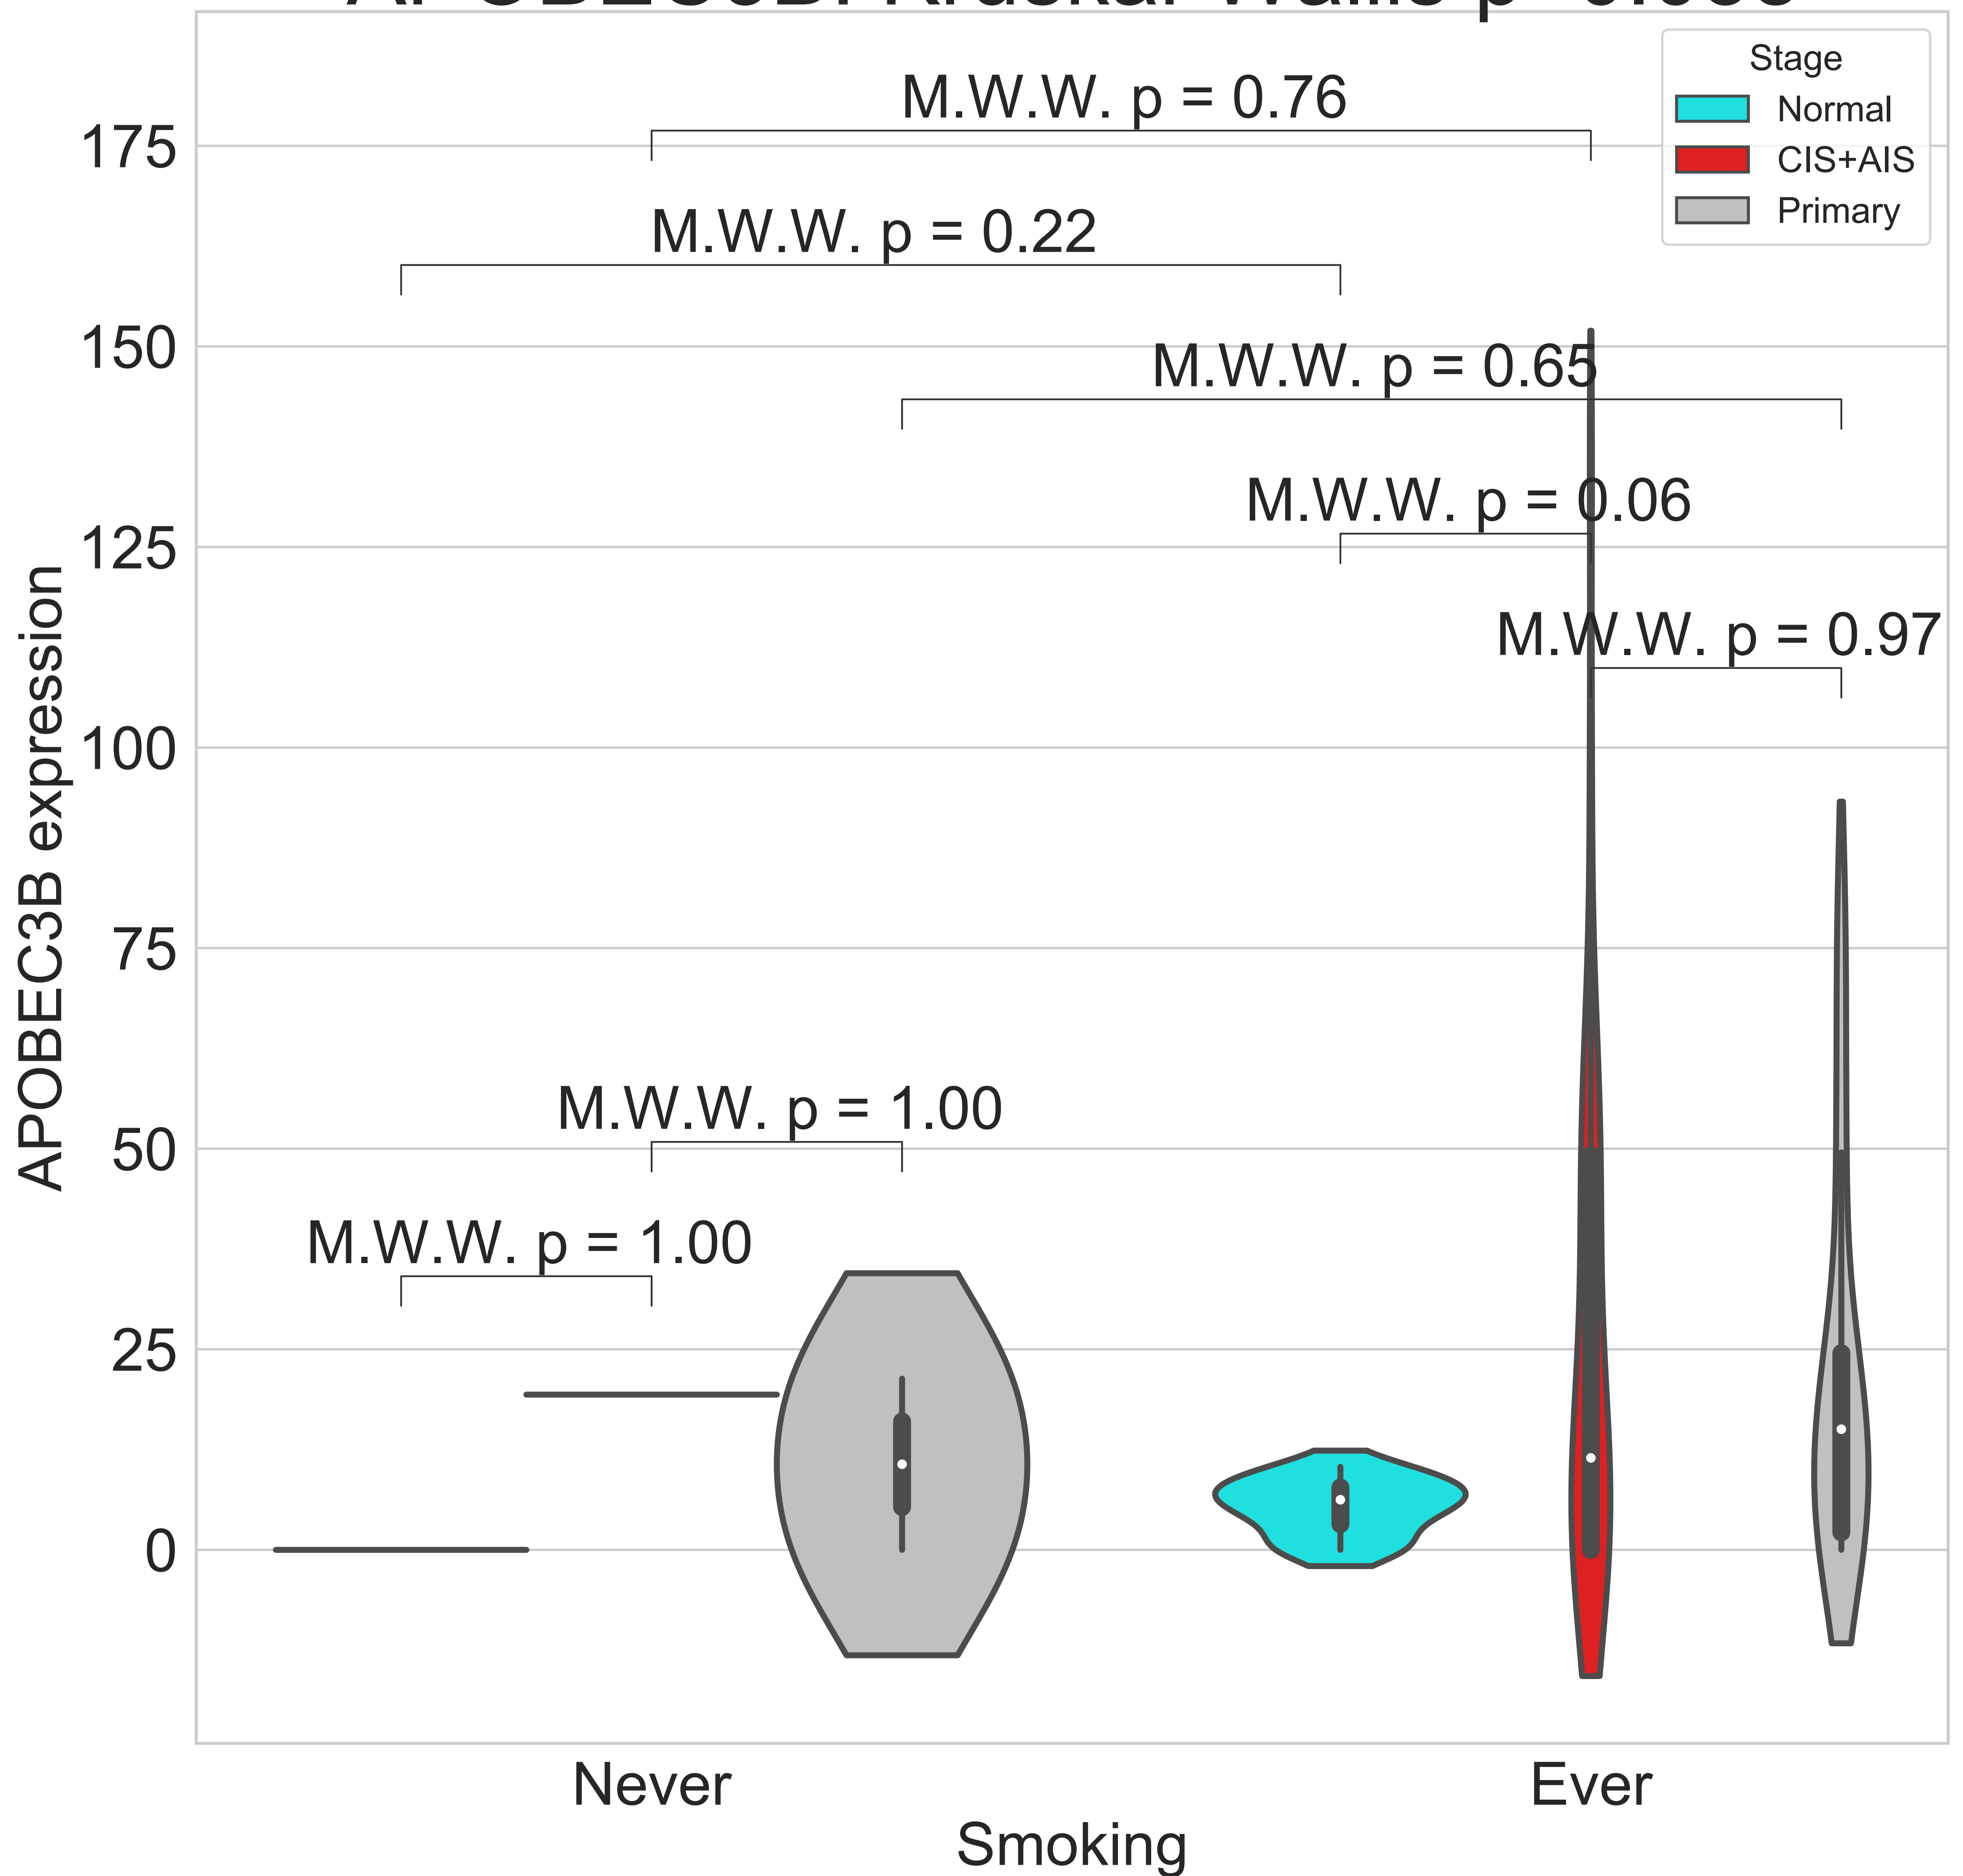 Stage
Normal
CIS+AIS
Primary
M.W.W. p = 0.76
M.W.W. p = 0.22
M.W.W. p = 0.65
M.W.W. p = 0.06
M.W.W. p = 0.97
M.W.W. p = 1.00
M.W.W. p = 1.00
175
150
125
100
75
50
25
0
APOBEC3B expression
Never
Ever
Smoking